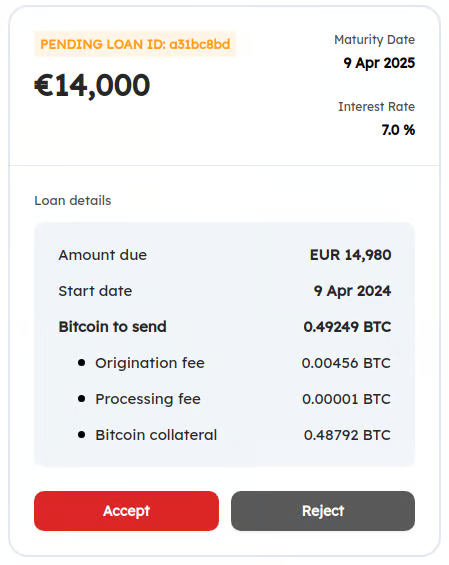 PENDING LOAN ID: a31bc8bd
€14,000
Maturity Date
9 Apr 2025
Interest Rate
7.0 %
Loan details
Amount due EUR 14,980
Start date 9 Apr 2024
Bitcoin to send 0.49249 BTC
• Origination fee 0.00456 BTC
• Processing fee 0.00001 BTC
• Bitcoin collateral 0.48792 BTC
Accept Reject